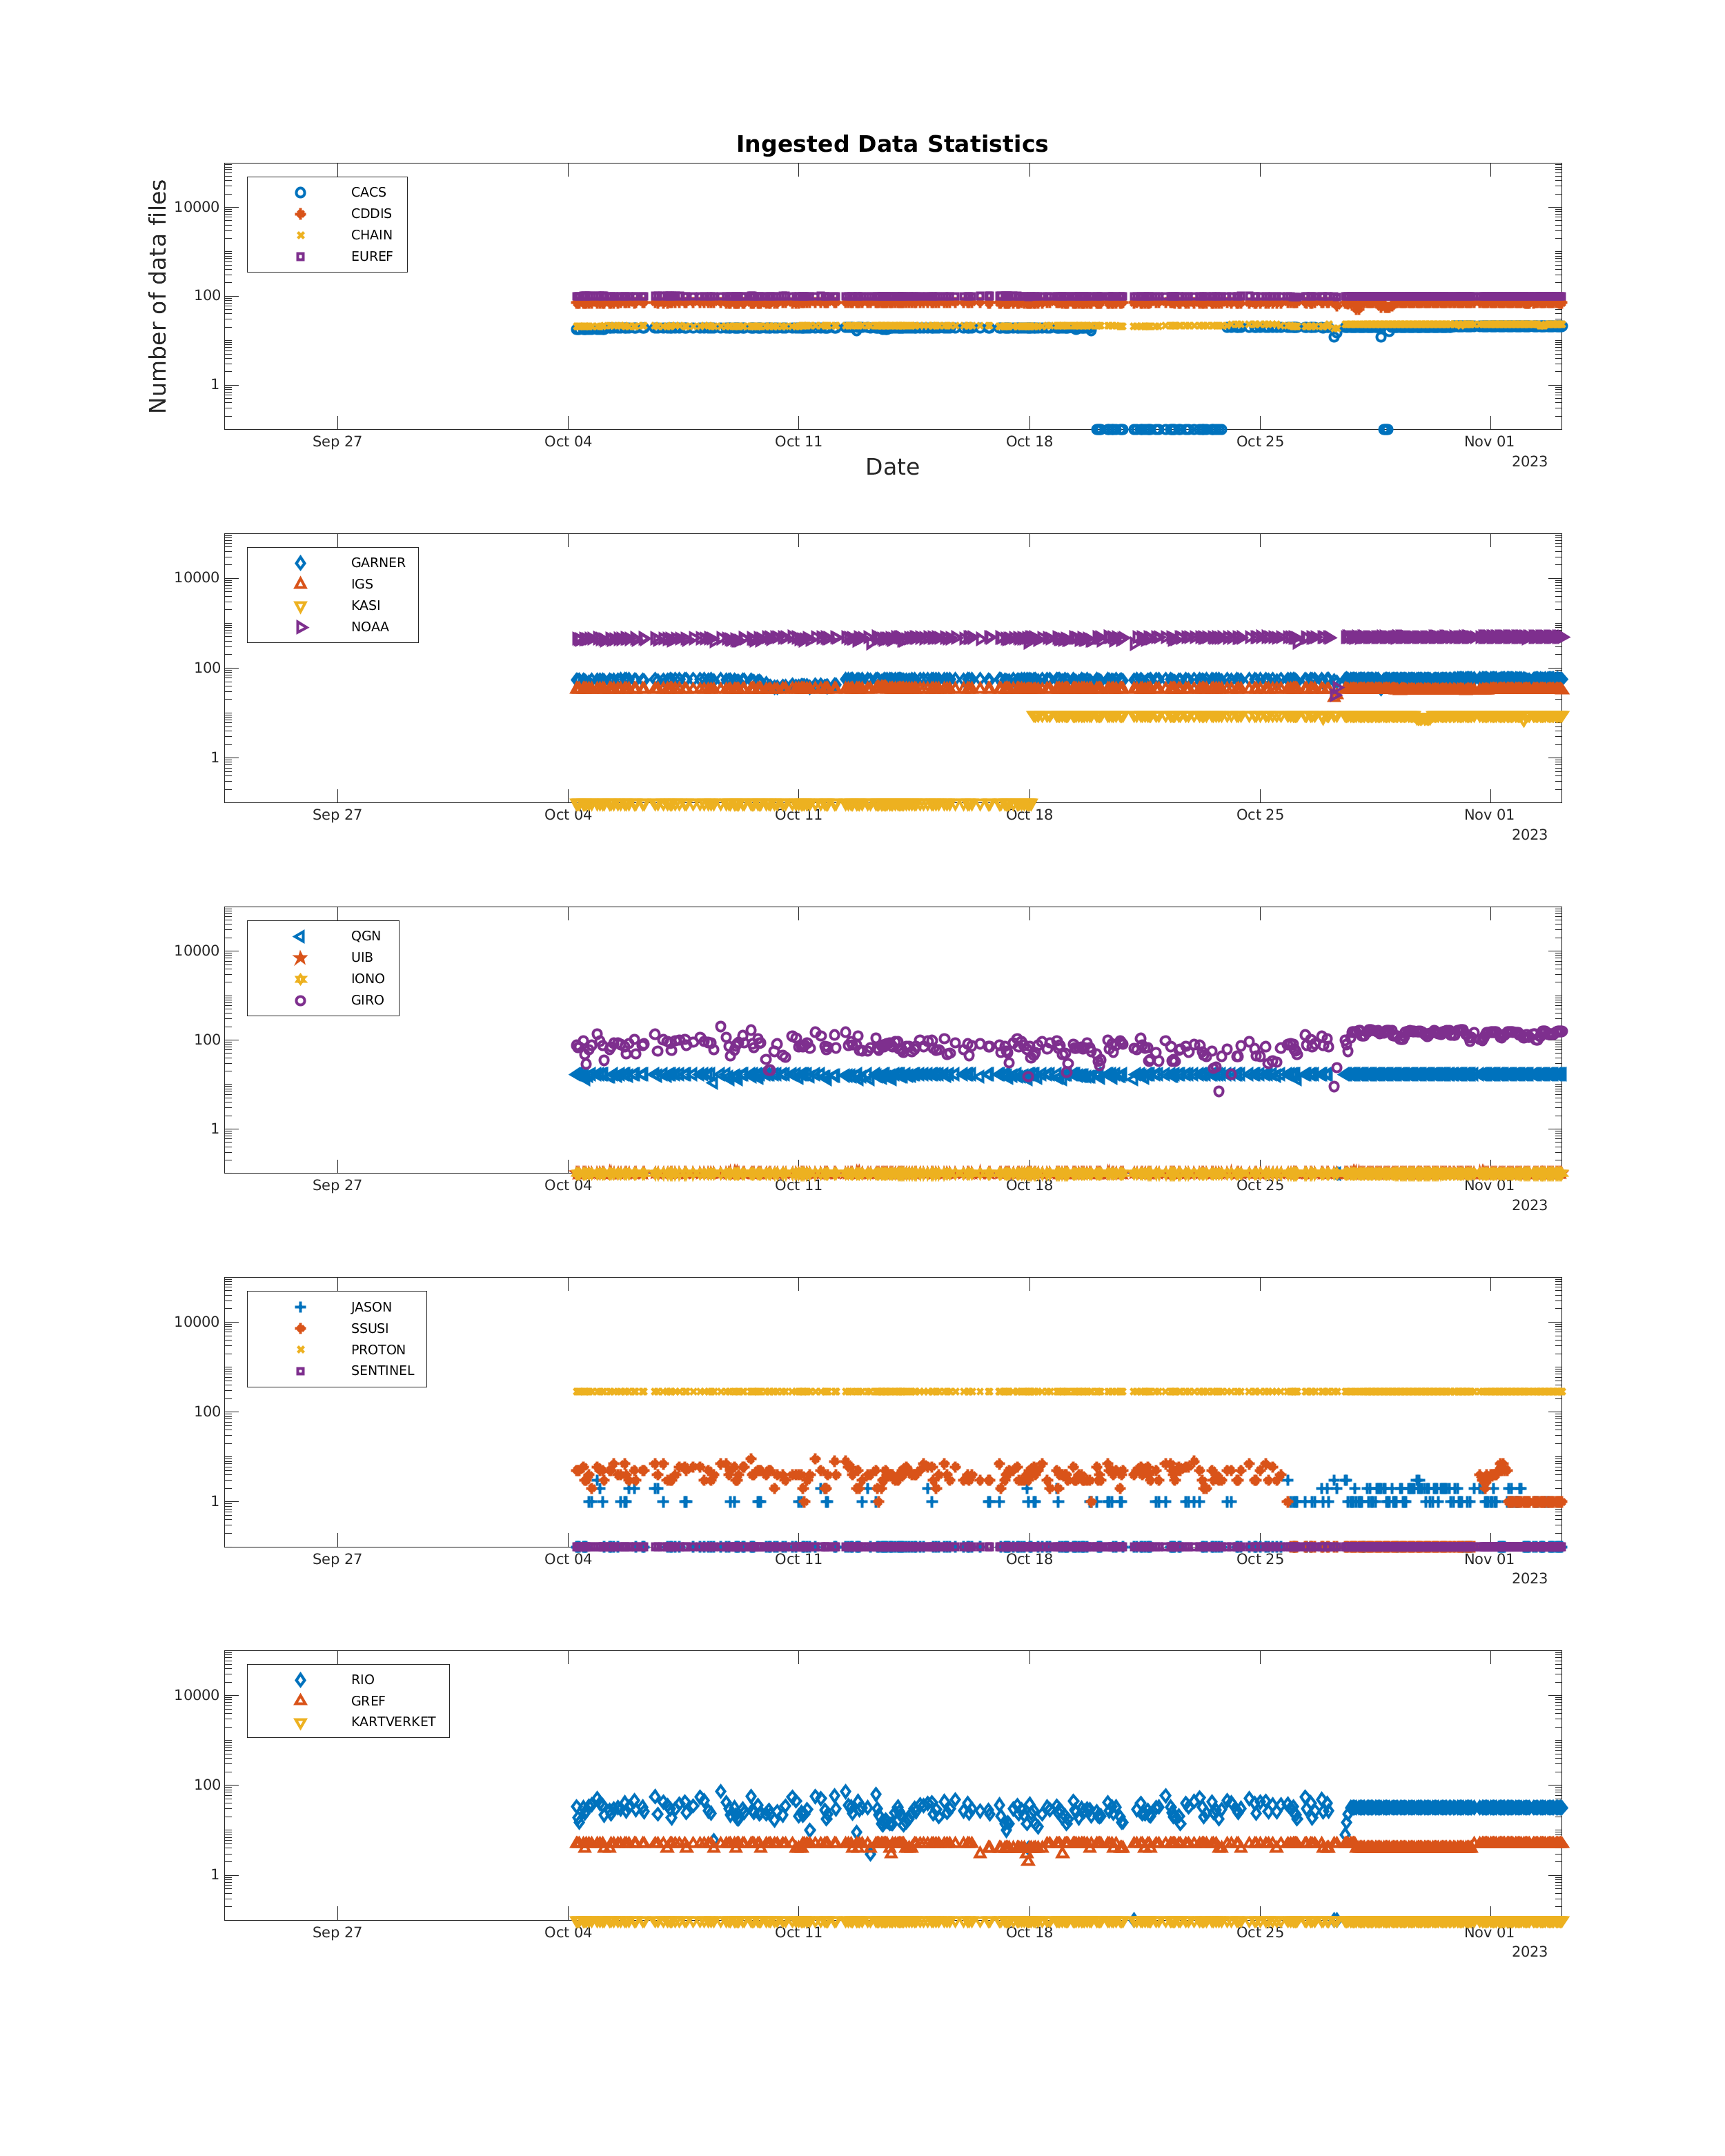 Ingested Data Statistics
Number of data files
CACS
CDDIS
CHAIN
EUREF
10000
100
1
Sep 27 Oct 04 Oct 11 Oct 18 Oct 25 Nov 01
2023
Date
GARNER
IGS
KASI
NOAA
10000
100
1
Sep 27 Oct 04 Oct 11 Oct 18 Oct 25 Nov 01
2023
QGN
UIB
IONO
GIRO
10000
100
1
Sep 27 Oct 04 Oct 11 Oct 18 Oct 25 Nov 01
2023
JASON
SSUSI
PROTON
SENTINEL
10000
100
1
Sep 27 Oct 04 Oct 11 Oct 18 Oct 25 Nov 01
2023
RIO
GREF
KARTVERKET
10000
100
1
Sep 27 Oct 04 Oct 11 Oct 18 Oct 25 Nov 01
2023